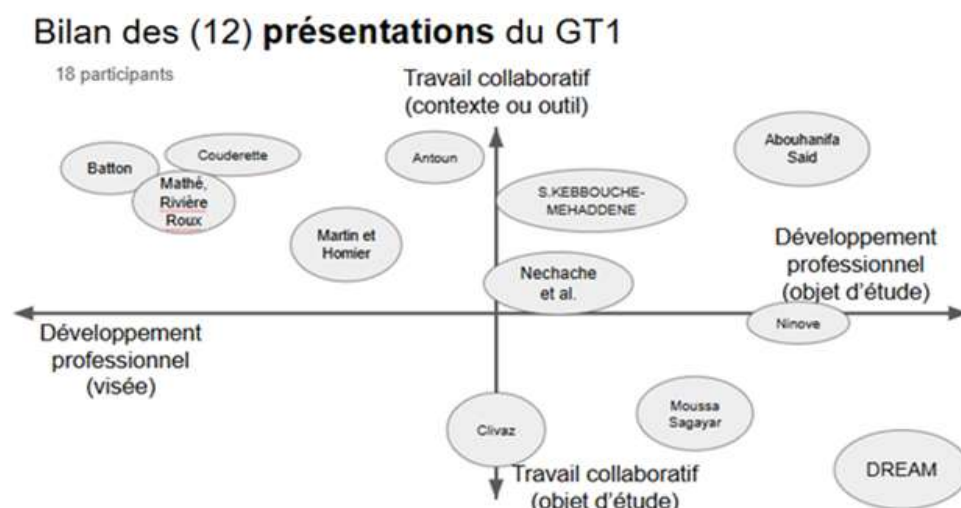 Bilan des (12) présentations du GT1
18 participants
Travail collaboratif
(contexte ou outil)
Batton
Couderette
Mathé,
Rivière
Roux
Antoun
Abouhanifa
Said
S.KEBBOUCHE-
MEHADDENE
Martin et
Homier
Nechache
et al.
Développement
professionnel
(objet d'étude)
Ninove
Développement
professionnel
(visée)
Clivaz
Moussa
Sagayar
DREAM
Travail collaboratif
(objet d'étude)